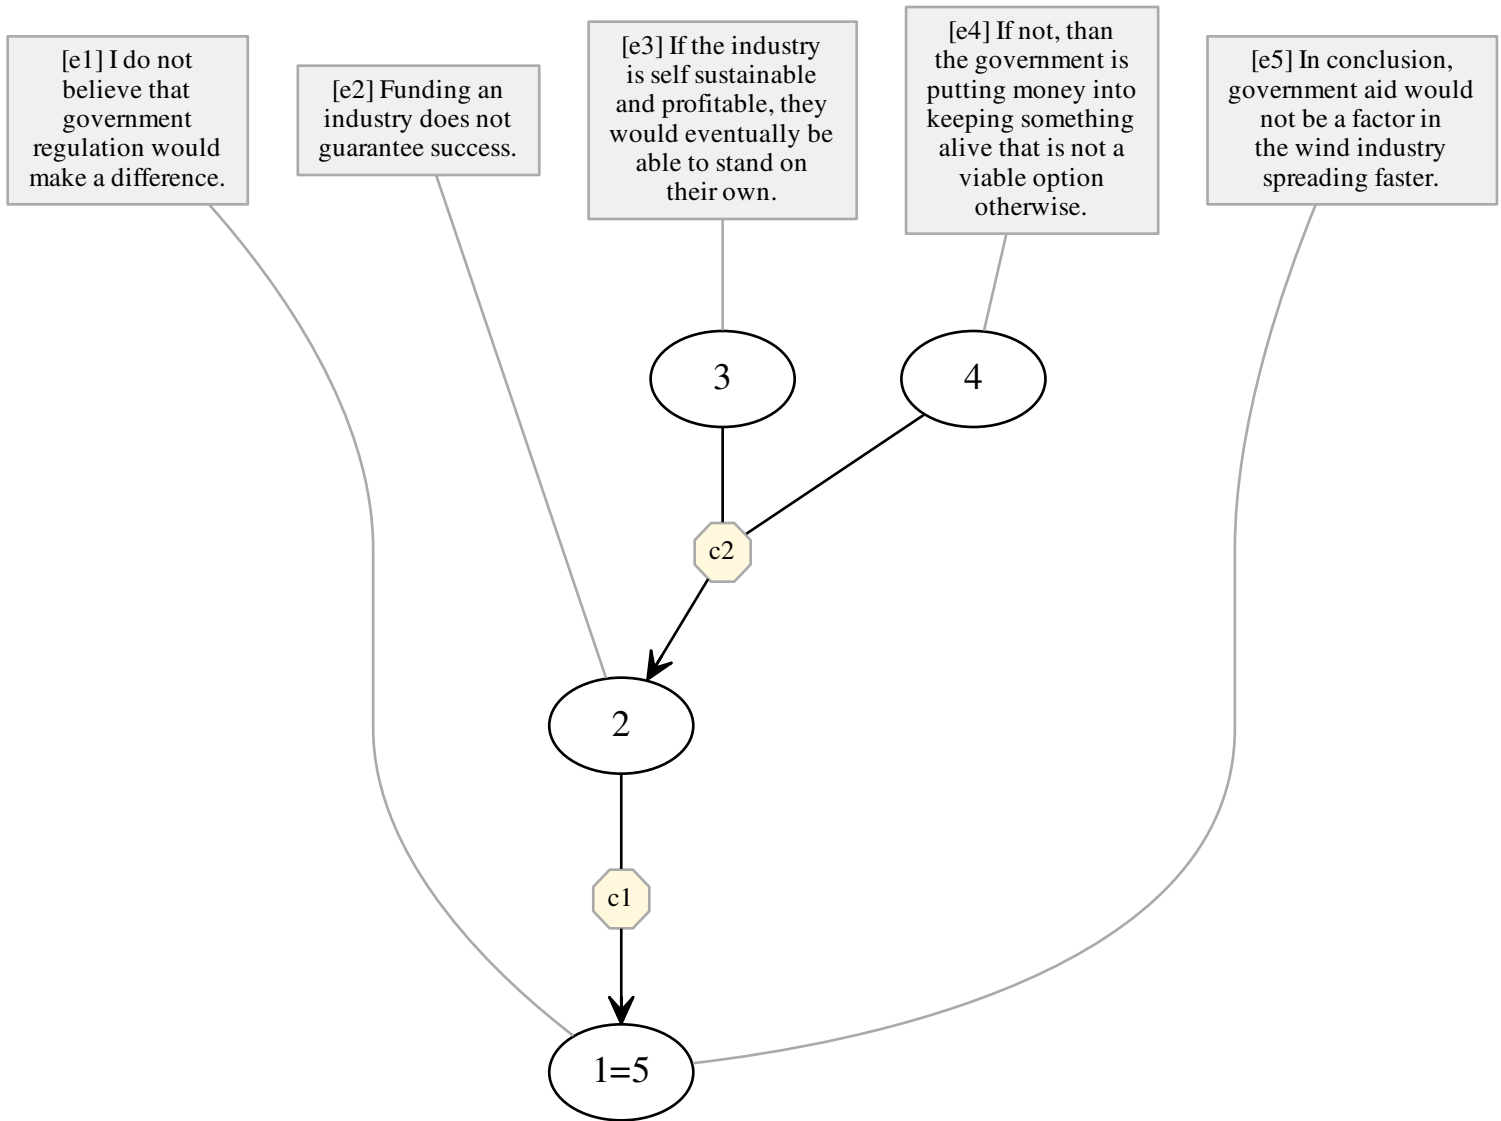 [e1] I do not
believe that
government
regulation would
make a difference.
[e2] Funding an
industry does not
guarantee success.
[e3] If the industry
is self sustainable
and profitable, they
would eventually be
able to stand on
their own.
[e4] If not, than
the government is
putting money into
keeping something
alive that is not a
viable option
otherwise.
[e5] In conclusion,
government aid would
not be a factor in
the wind industry
spreading faster.
3
4
c2
2
c1
1=5